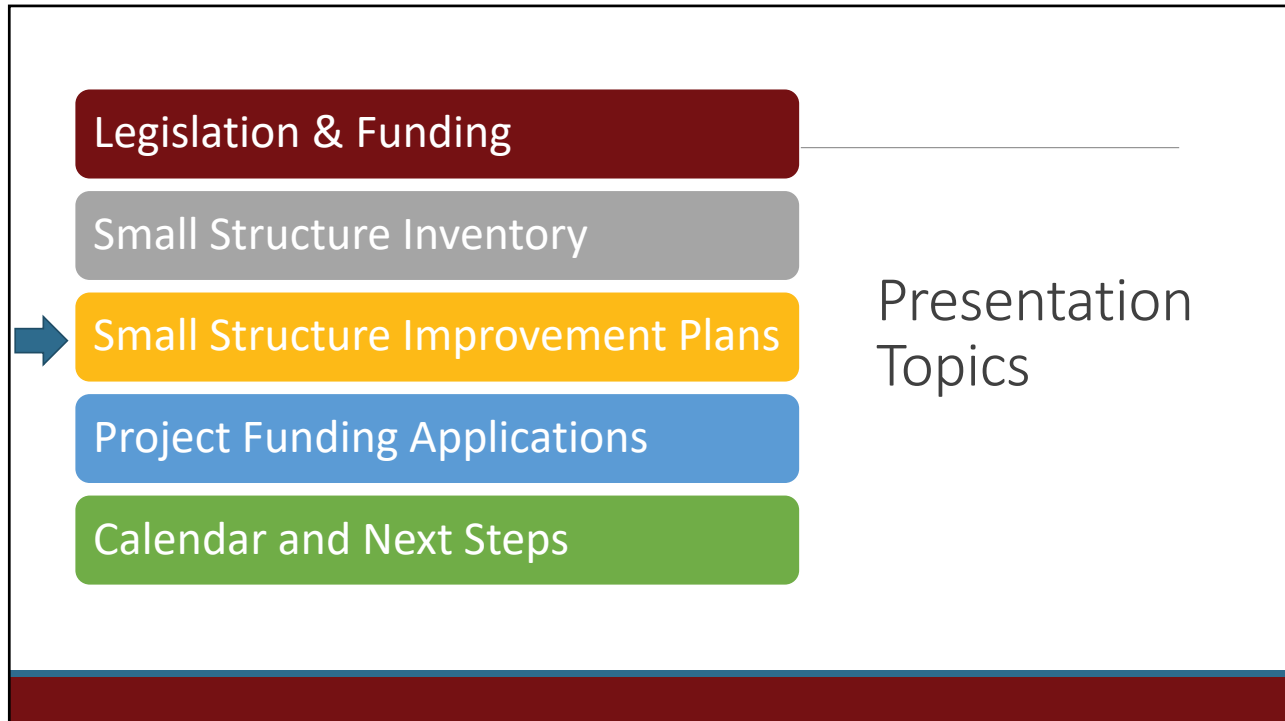 Legislation & Funding
Small Structure Inventory
Small Structure Improvement Plans
Project Funding Applications
Calendar and Next Steps
Presentation
Topics